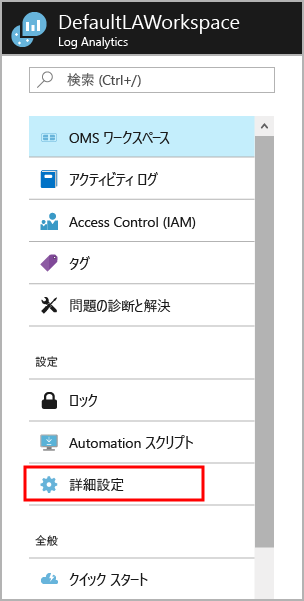 DefaultLAWorkspace
Log Analytics
検索 (Ctrl+/)
OMS ワークスペース
アクティビティ ログ
Access Control (IAM)
タグ
問題の診断と解決
設定
ロック
Automation スクリプト
詳細設定
全般
クイック スタート